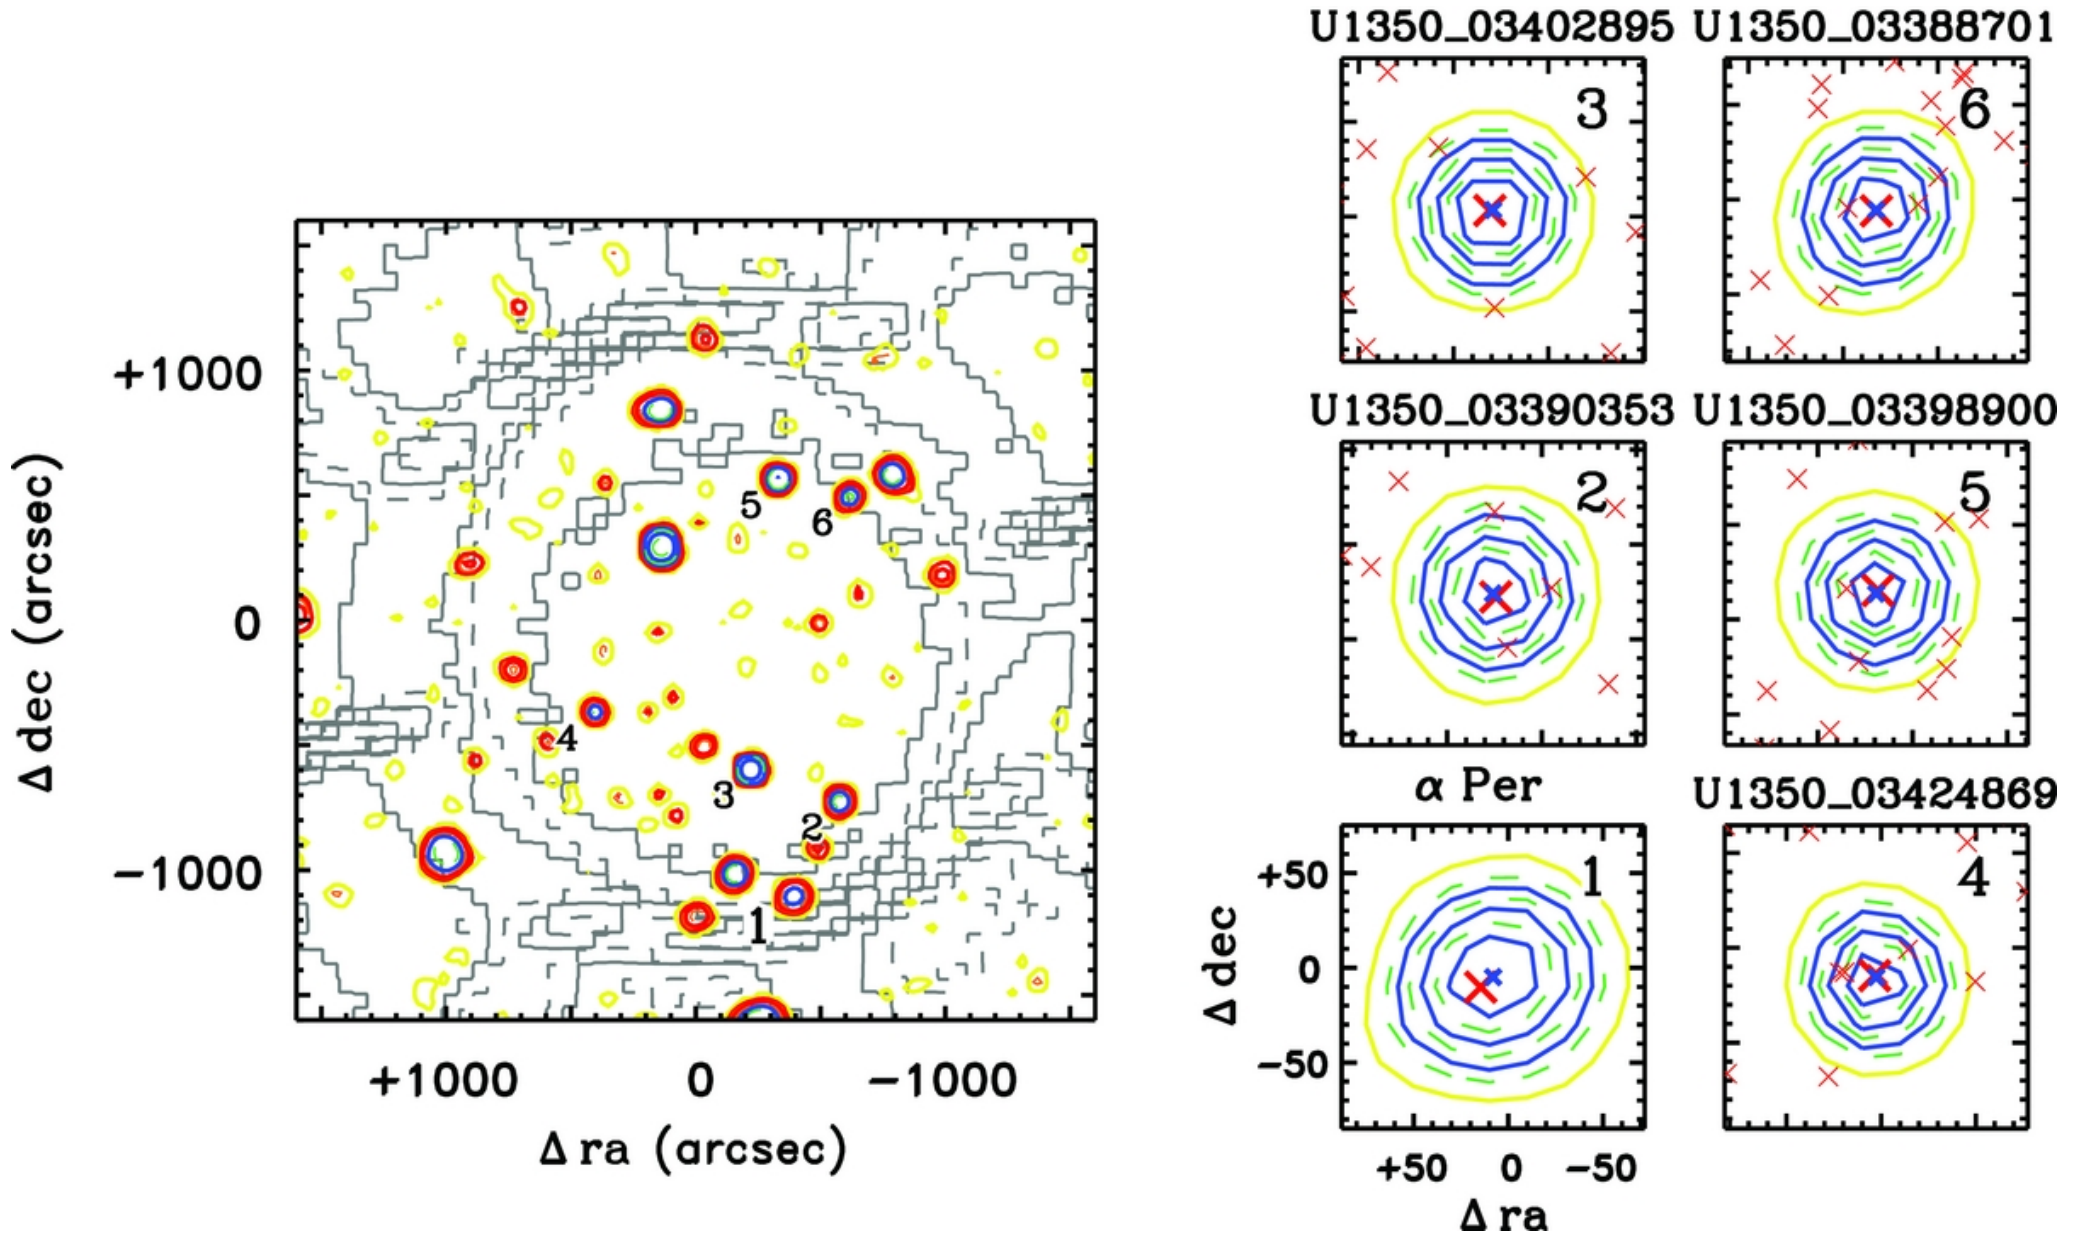 U1350_03402895 U1350_03388701
3
6
+1000
5
6
U1350_03390353 U1350_03398900
2
5
Δ dec (arcsec)
0
4
3
2
α Per U1350_03424869
-1000
1
+50
1
4
Δ dec
0
-50
+1000 0 -1000
Δ ra (arcsec)
+50 0 -50
Δ ra